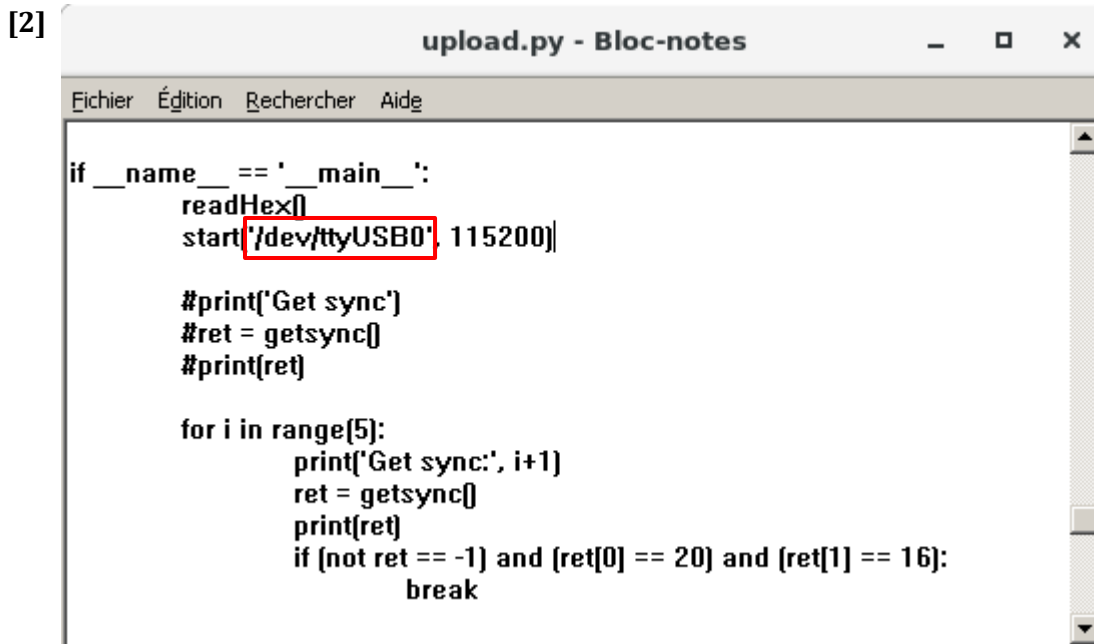 [2]
upload.py - Bloc-notes
Fichier Édition Rechercher Aide
if __name__ == '__main__':
readHex()
start('/dev/ttyUSB0', 115200)
#print('Get sync')
#ret = getsync()
#print(ret)
for i in range(5):
print('Get sync:', i+1)
ret = getsync()
print(ret)
if (not ret == -1) and (ret[0] == 20) and (ret[1] == 16):
break